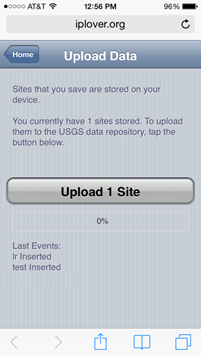 AT&T 12:56 PM 96%
iplover.org
Home Upload Data
Sites that you save are stored on your
device.
You currently have 1 sites stored. To upload
them to the USGS data repository, tap the
button below.
Upload 1 Site
0%
Last Events:
lr Inserted
test Inserted